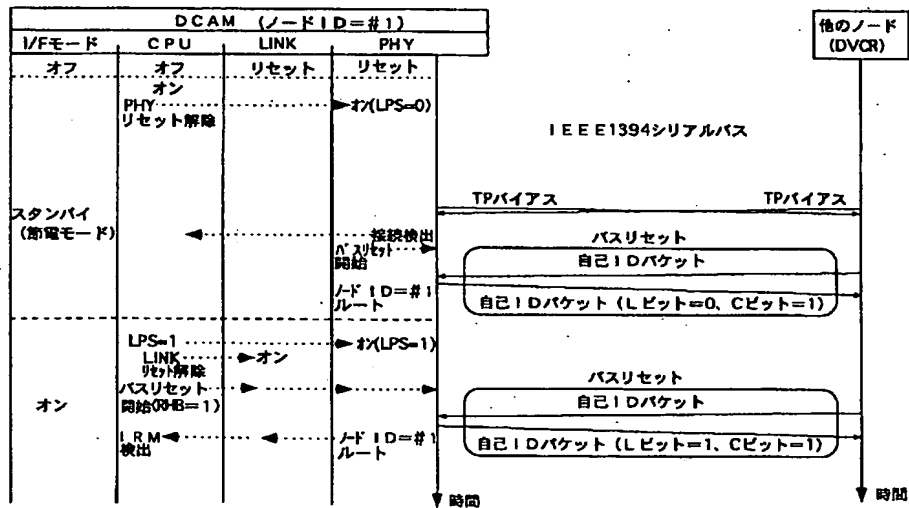 DCAM (ノードID=#1)
I/Fモード CPU LINK PHY
他のノード
(DVCR)
オフ オフ リセット リセット
オン
PHY オン(LPS=0)
リセット解除
IEEE1394シリアルバス
TPバイアス TPバイアス
スタンバイ
(節電モード)
接続検出
バスリセット
開始
バスリセット
自己IDパケット
ノードID=#1
ルート
自己IDパケット (Lビット=0、Cビット=1)
LPS=1 オン(LPS=1)
LINK オン
リセット解除
バスリセット
開始(RHB=1)
オン
バスリセット
自己IDパケット
IRM ノードID=#1
検出 ルート
自己IDパケット (Lビット=1、Cビット=1)
時間 時間